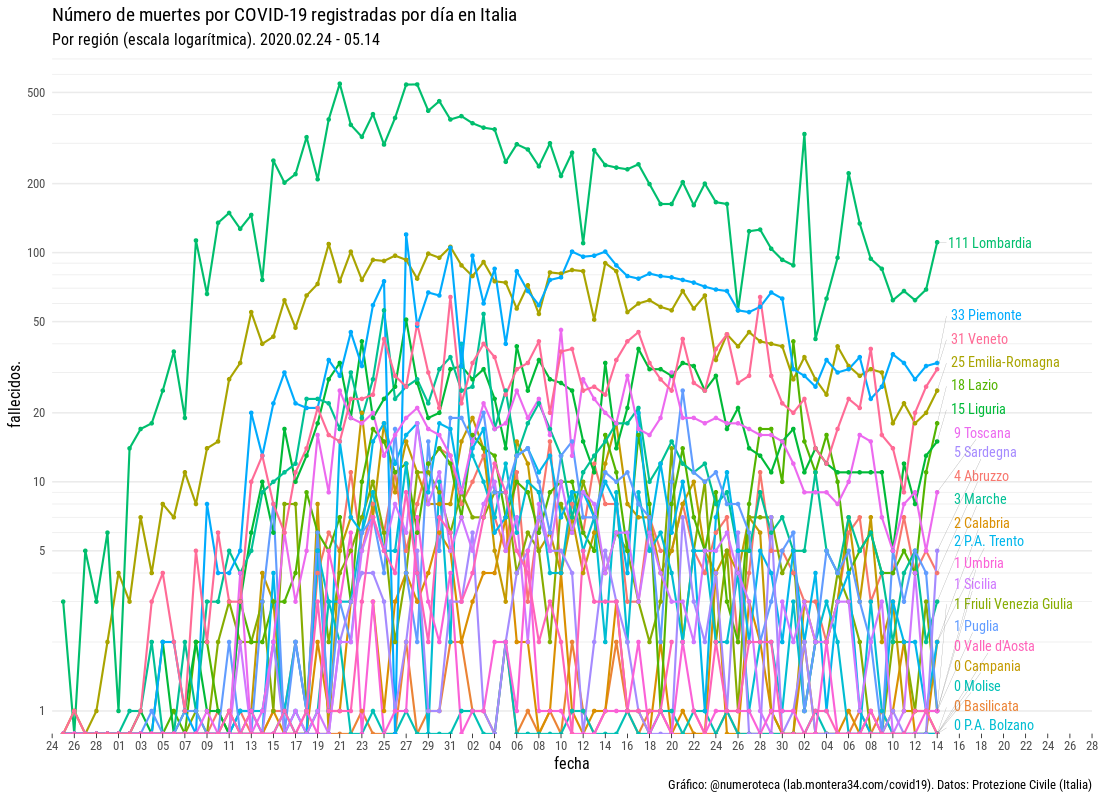 Número de muertes por COVID-19 registradas por día en Italia
Por región (escala logarítmica). 2020.02.24 - 05.14
fallecidos.
500
200
100
50
20
10
5
1
111 Lombardia
33 Piemonte
31 Veneto
25 Emilia-Romagna
18 Lazio
15 Liguria
9 Toscana
5 Sardegna
4 Abruzzo
3 Marche
2 Calabria
2 P.A. Trento
1 Umbria
1 Sicilia
1 Friuli Venezia Giulia
1 Puglia
0 Valle d'Aosta
0 Campania
0 Molise
0 Basilicata
0 P.A. Bolzano
24 26 28 01 03 05 07 09 11 13 15 17 19 21 23 25 27 29 31 02 04 06 08 10 12 14 16 18 20 22 24 26 28 30 02 04 06 08 10 12 14 16 18 20 22 24 26 28
fecha
Gráfico: @numeroteca (lab.montera34.com/covid19). Datos: Protezione Civile (Italia)